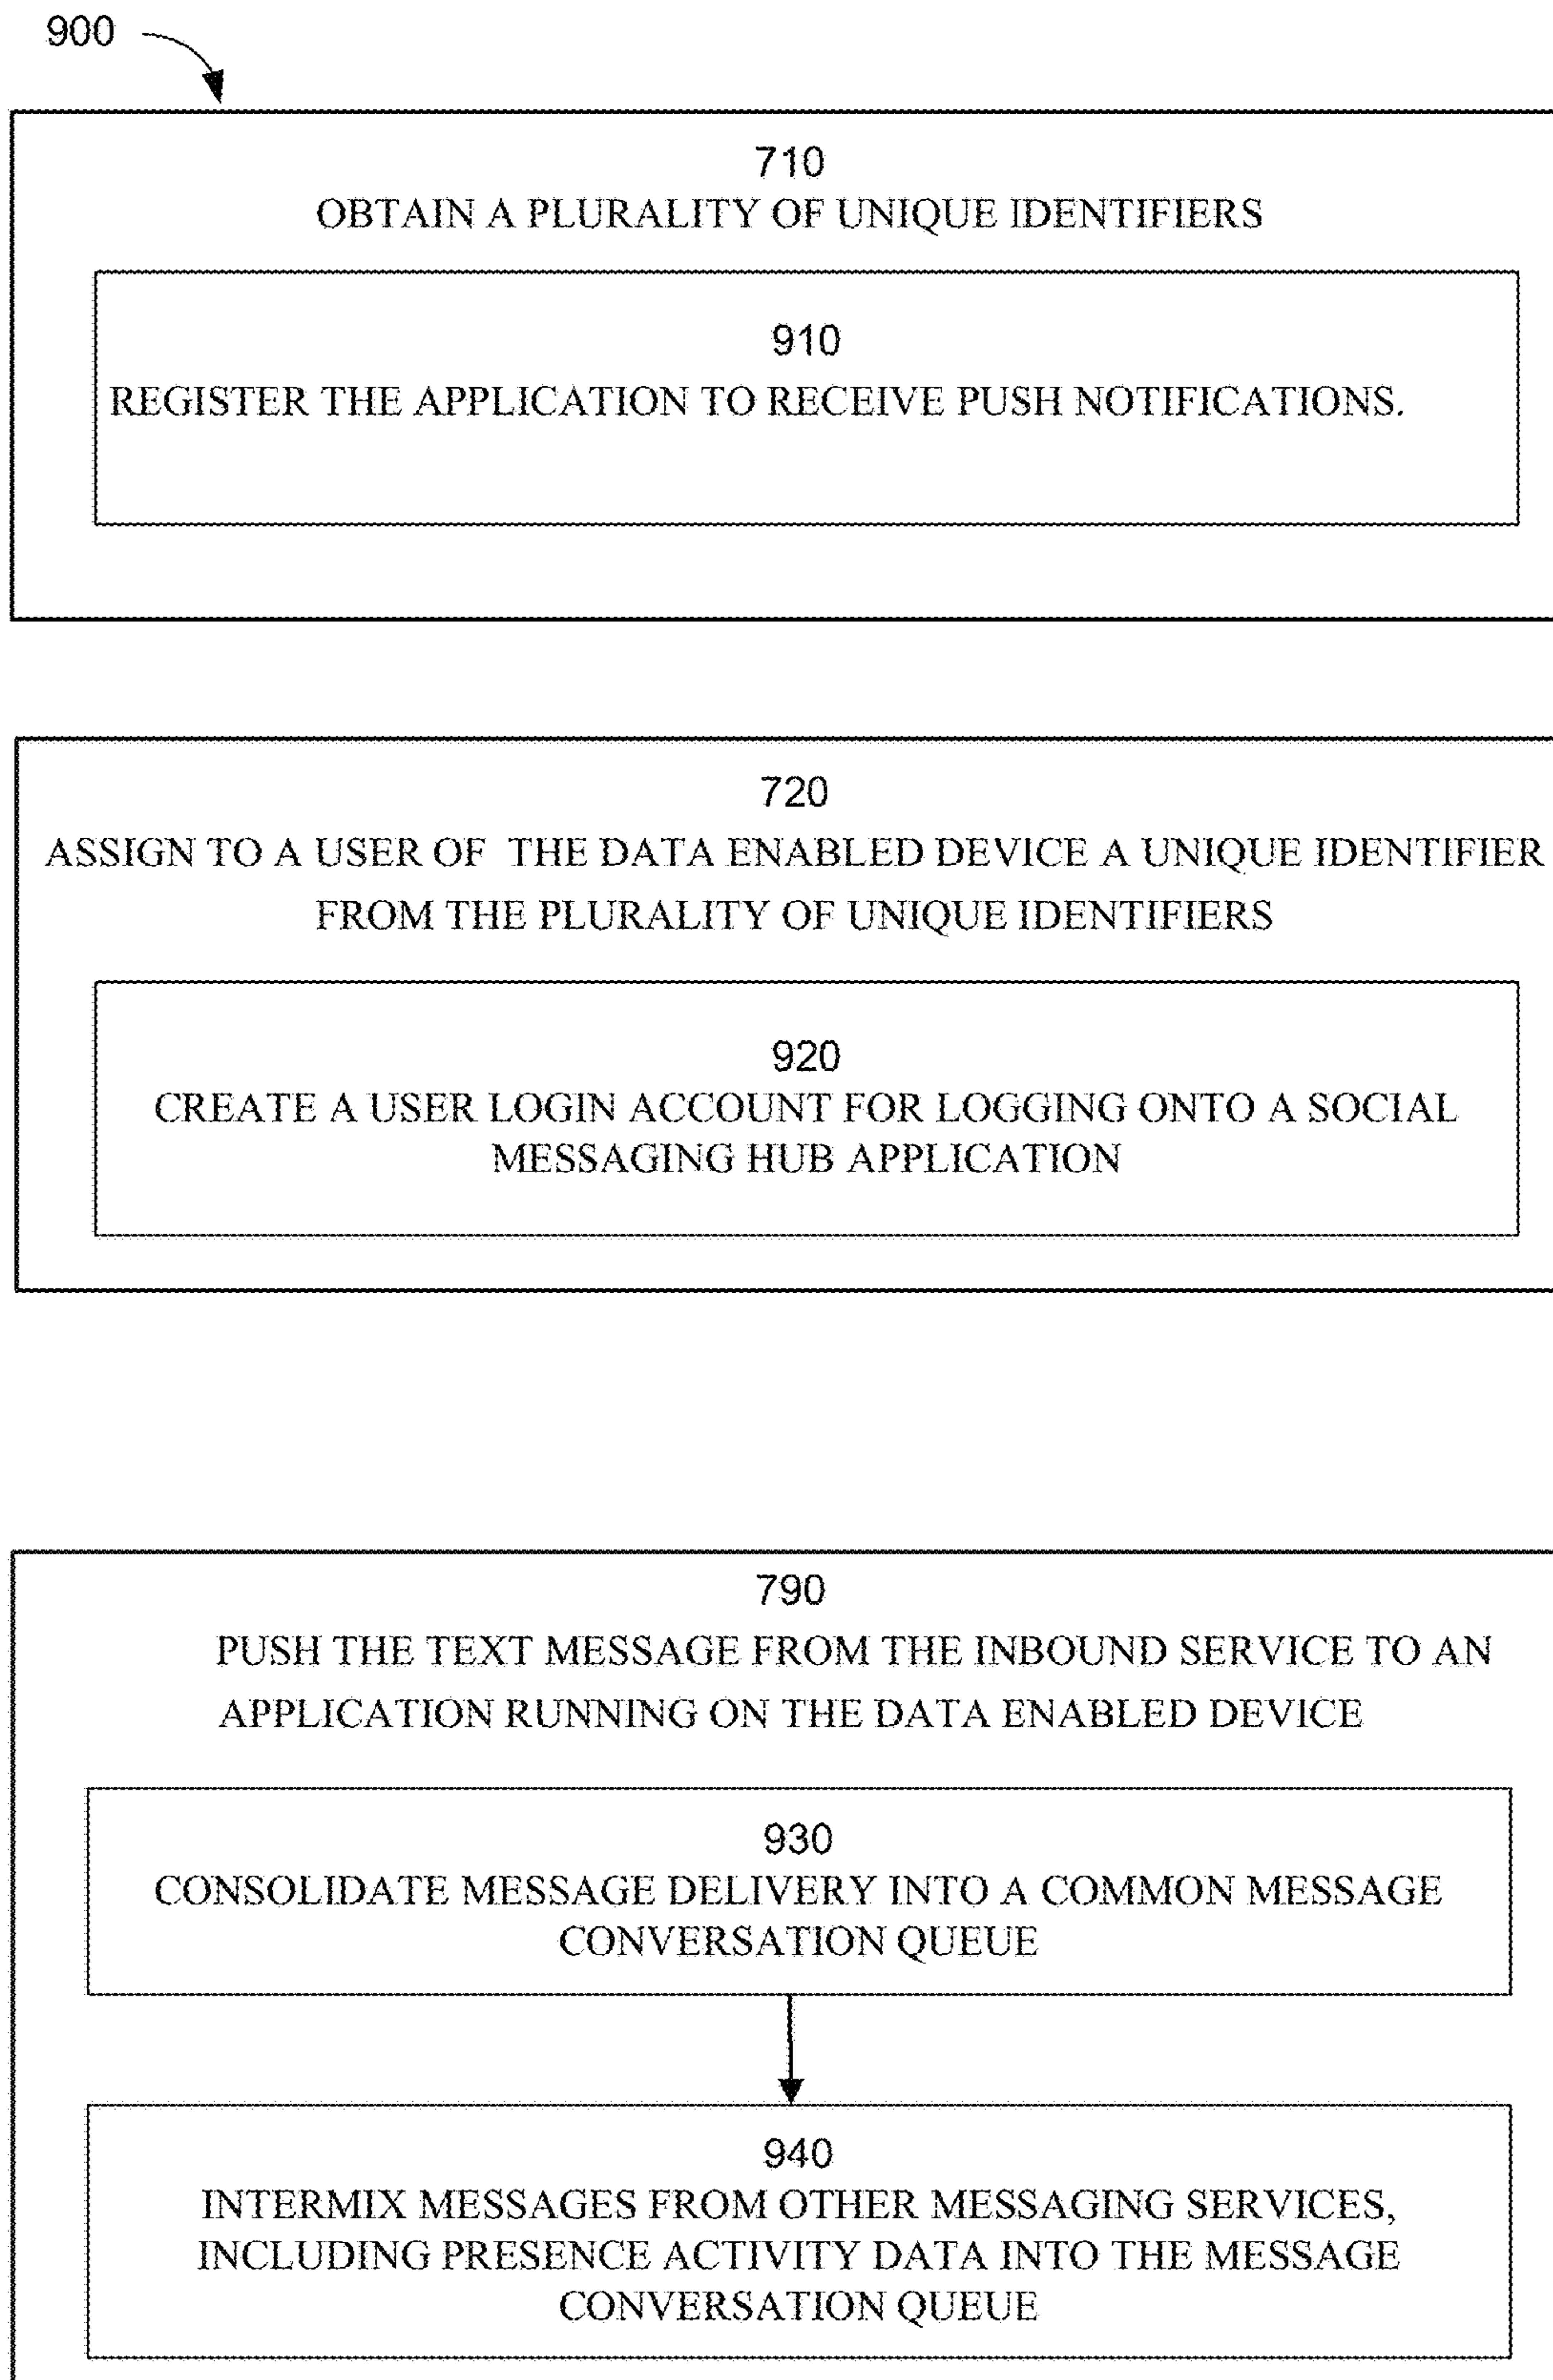 900
710
OBTAIN A PLURALITY OF UNIQUE IDENTIFIERS
910
REGISTER THE APPLICATION TO RECEIVE PUSH NOTIFICATIONS.
720
ASSIGN TO A USER OF THE DATA ENABLED DEVICE A UNIQUE IDENTIFIER
FROM THE PLURALITY OF UNIQUE IDENTIFIERS
920
CREATE A USER LOGIN ACCOUNT FOR LOGGING ONTO A SOCIAL
MESSAGING HUB APPLICATION
790
PUSH THE TEXT MESSAGE FROM THE INBOUND SERVICE TO AN
APPLICATION RUNNING ON THE DATA ENABLED DEVICE
930
CONSOLIDATE MESSAGE DELIVERY INTO A COMMON MESSAGE
CONVERSATION QUEUE
940
INTERMIX MESSAGES FROM OTHER MESSAGING SERVICES,
INCLUDING PRESENCE ACTIVITY DATA INTO THE MESSAGE
CONVERSATION QUEUE